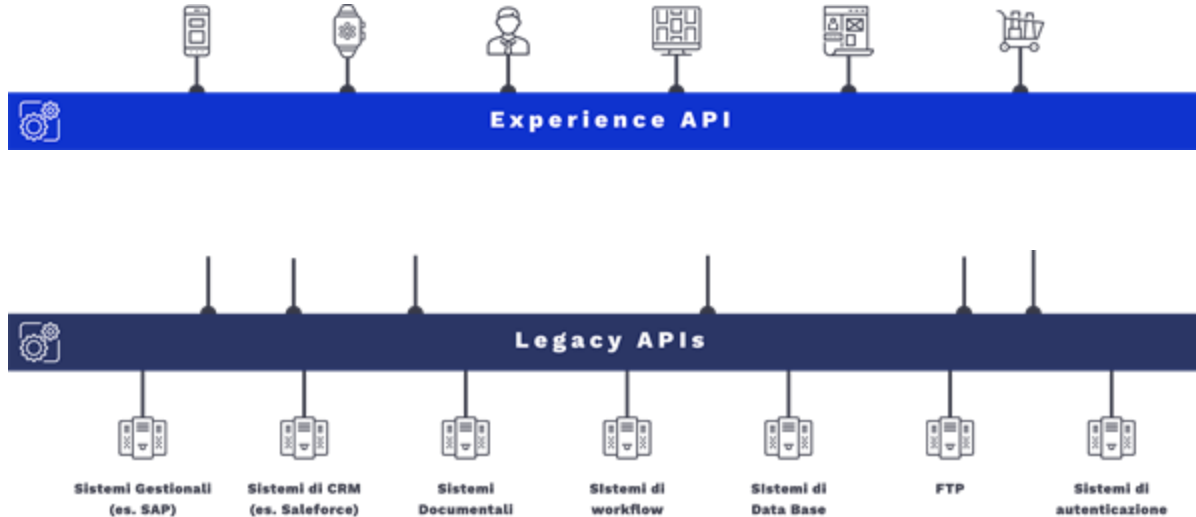 Experience API
Legacy APIs
Sistemi Gestionali
(es. SAP)
Sistemi di CRM
(es. Saleforce)
Sistemi
Documentali
SIstemi di
workflow
SIstemi di
Data Base
FTP
Sistemi di
autenticazione